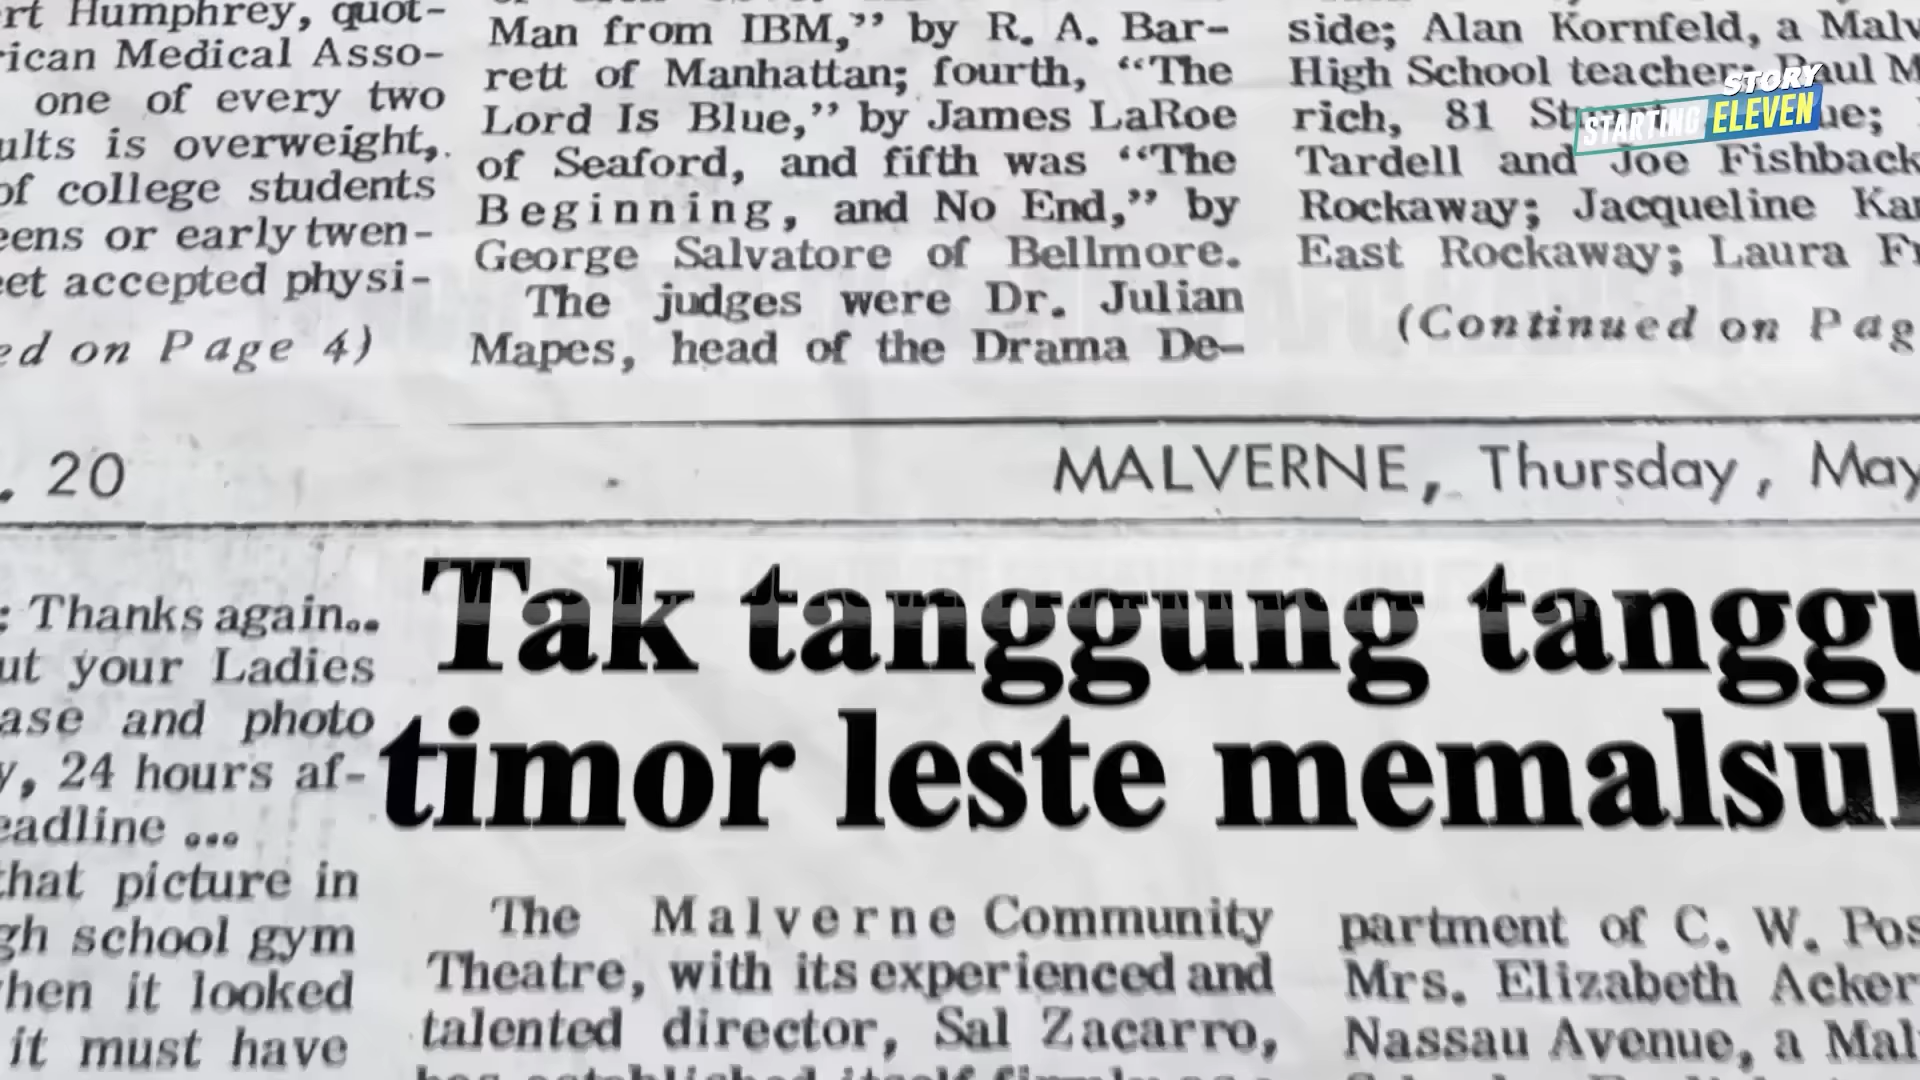 rt Humphrey, quot-
rican Medical Asso-
one of every two
ults is overweight,
of college students
eens or early twen-
eet accepted physi-
ed on Page 4)
Man from IBM," by R. A. Bar-
rett of Manhattan; fourth, "The
Lord Is Blue," by James LaRoe
of Seaford, and fifth was "The
Beginning, and No End," by
George Salvatore of Bellmore.
The judges were Dr. Julian
Mapes, head of the Drama De-
side; Alan Kornfeld, a Malv
High School teacher; Paul M
rich, 81 St ue;
Tardell and Joe Fishback
Rockaway; Jacqueline Kar
East Rockaway; Laura Fr
(Continued on Pag
STORY
STARTING ELEVEN
. 20
MALVERNE, Thursday, May
Tak tanggung tanggu
timor leste memalsuk
: Thanks again..
ut your Ladies
ase and photo
y, 24 hours af-
eadline ...
that picture in
gh school gym
hen it looked
it must have
The Malverne Community
Theatre, with its experienced and
talented director, Sal Zacarro,
partment of C. W. Pos
Mrs. Elizabeth Acker
Nassau Avenue, a Mal